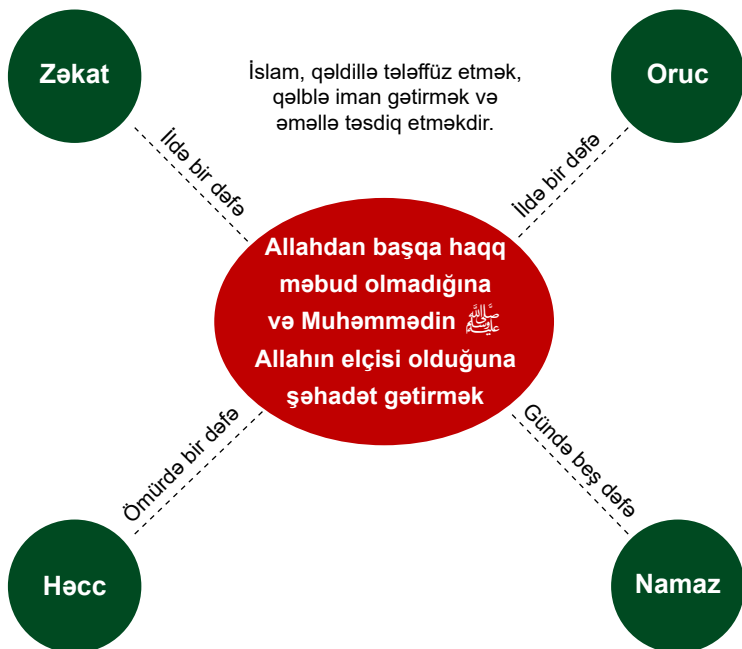 Zəkat
İslam, qəldillə tələffüz etmək,
qəlblə iman gətirmək və
əməllə təsdiq etməkdir.
Oruc
İldə bir dəfə
İldə bir dəfə
Allahdan başqa haqq
məbud olmadığına
və Muhəmmədin ﷺ
Allahın elçisi olduğuna
şəhadət gətirmək
Ömürdə bir dəfə
Gündə beş dəfə
Həcc
Namaz